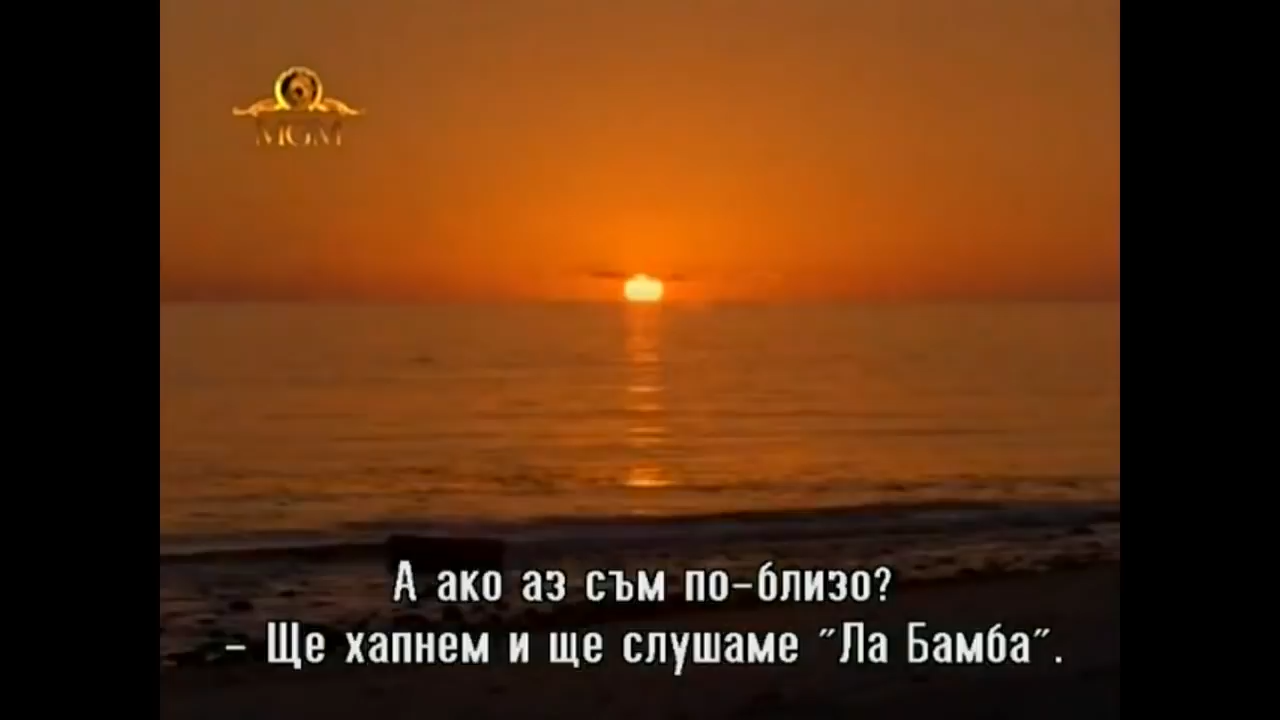 MGM
А ако аз съм по-близо?
- Ще хапнем и ще слушаме "Ла Бамба".